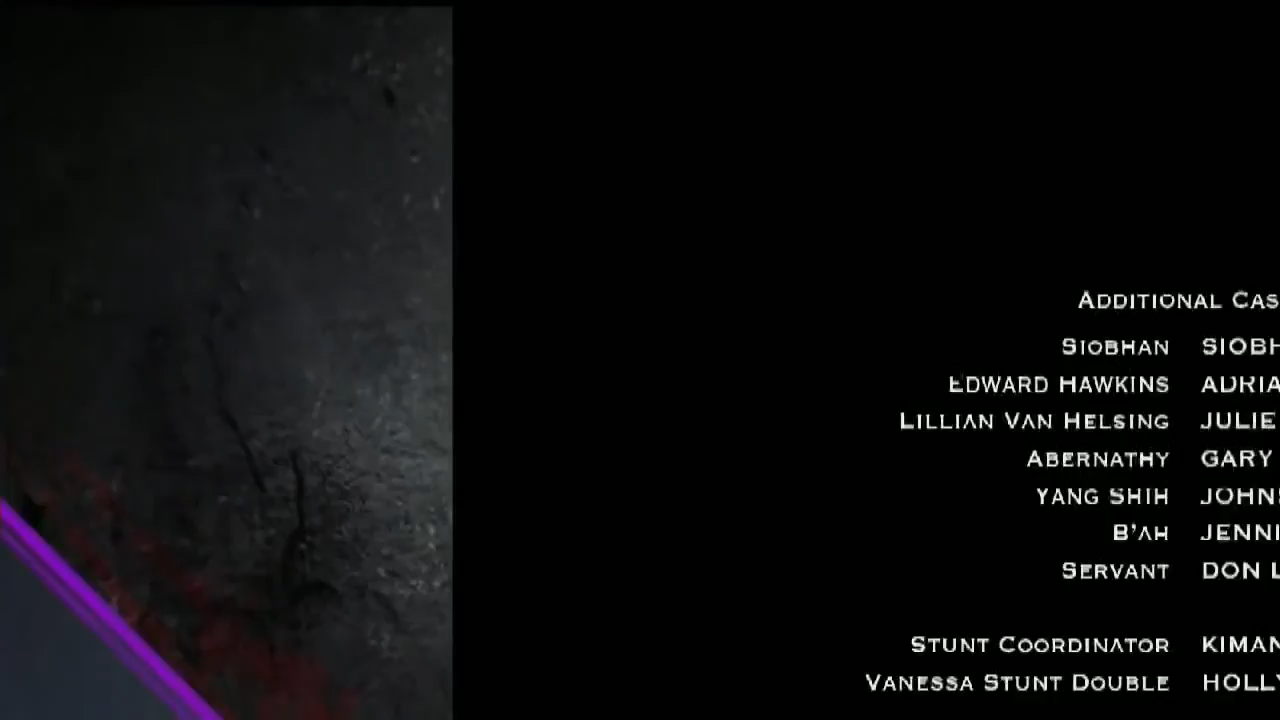 ADDITIONAL CAS
SIOBHAN SIOBH
EDWARD HAWKINS ADRIA
LILLIAN VAN HELSING JULIE
ABERNATHY GARY
YANG SHIH JOHN
B'AH JENNI
SERVANT DON L
STUNT COORDINATOR KIMAN
VANESSA STUNT DOUBLE HOLLY